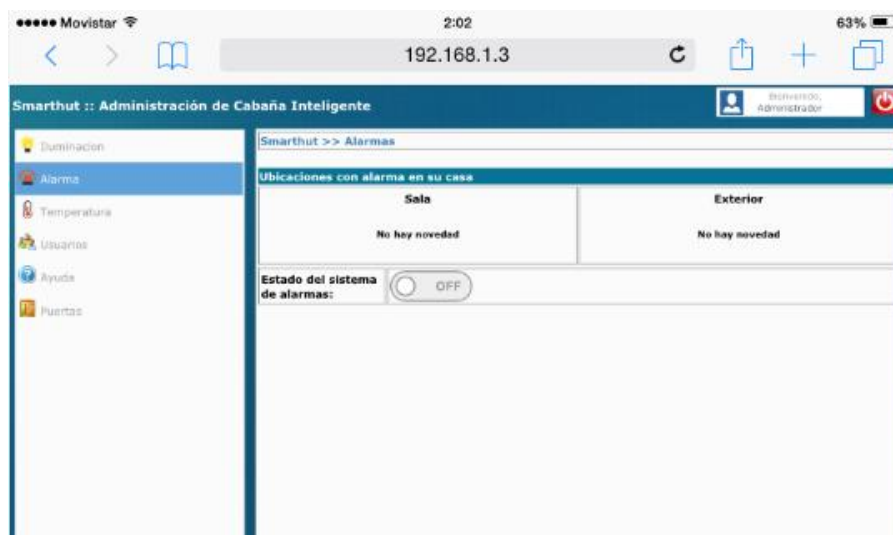 Movistar 2:02 63%
192.168.1.3
Smarthut :: Administración de Cabaña Inteligente
Bienvenido,
Administrador
Iluminacion
Alarma
Temperatura
Usuarios
Ayuda
Puertas
Smarthut >> Alarmas
Ubicaciones con alarma en su casa
Sala Exterior
No hay novedad No hay novedad
Estado del sistema
de alarmas:
OFF